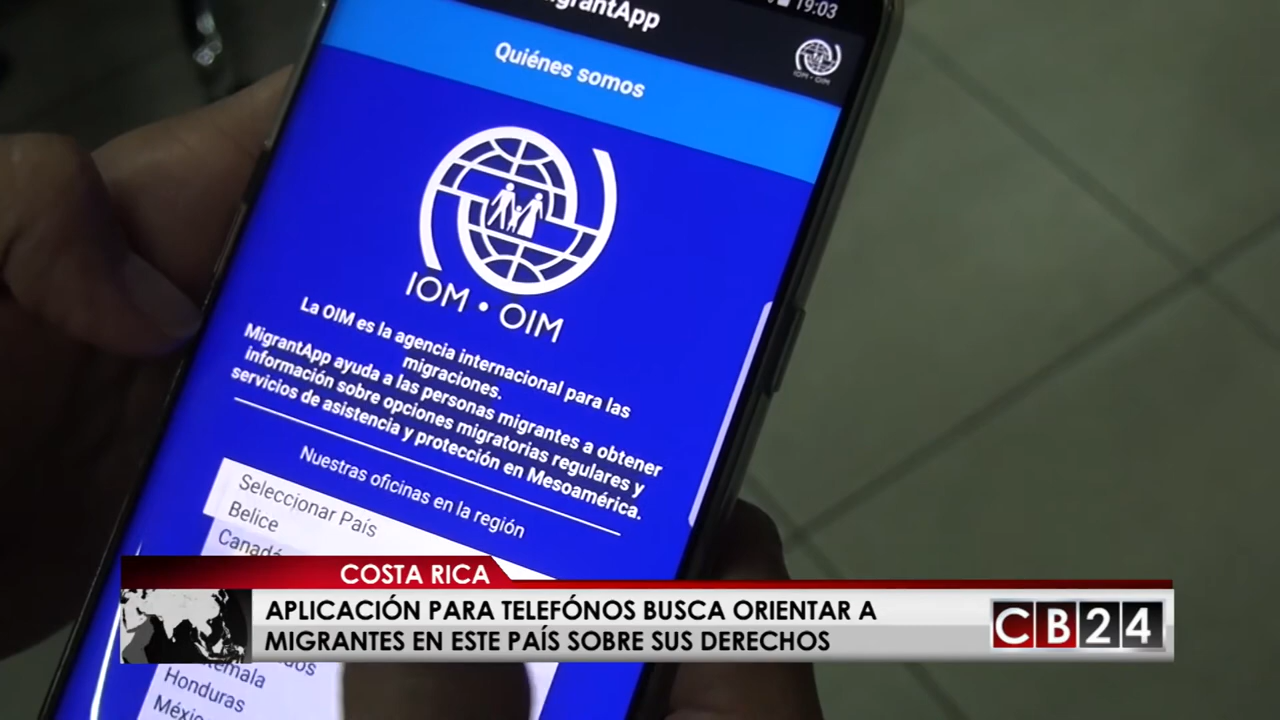 19:03
MigrantApp
IOM • OIM
Quiénes somos
IOM • OIM
La OIM es la agencia internacional para las
migraciones.
MigrantApp ayuda a las personas migrantes a obtener
información sobre opciones migratorias regulares y
servicios de asistencia y protección en Mesoamérica.
Nuestras oficinas en la región
Seleccionar País
Belice
Canadá
COSTA RICA
APLICACIÓN PARA TELEFÓNOS BUSCA ORIENTAR A
MIGRANTES EN ESTE PAÍS SOBRE SUS DERECHOS
CB24
Honduras